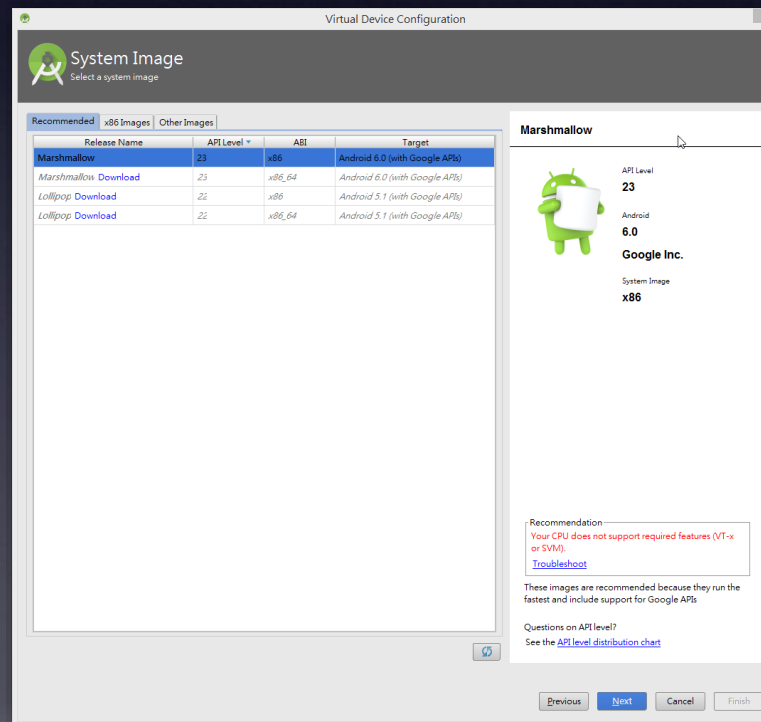 Virtual Device Configuration
System Image
Select a system image
Recommended x86 Images Other Images
Release Name API Level ABI Target
Marshmallow 23 x86 Android 6.0 (with Google APIs)
Marshmallow Download 23 x86_64 Android 6.0 (with Google APIs)
Lollipop Download 22 x86 Android 5.1 (with Google APIs)
Lollipop Download 22 x86_64 Android 5.1 (with Google APIs)
Marshmallow
API Level
23
Android
6.0
Google Inc.
System Image
x86
Recommendation
Your CPU does not support required features (VT-x
or SVM).
Troubleshoot
These images are recommended because they run the
fastest and include support for Google APIs
Questions on API level?
See the API level distribution chart
Previous Next Cancel Finish